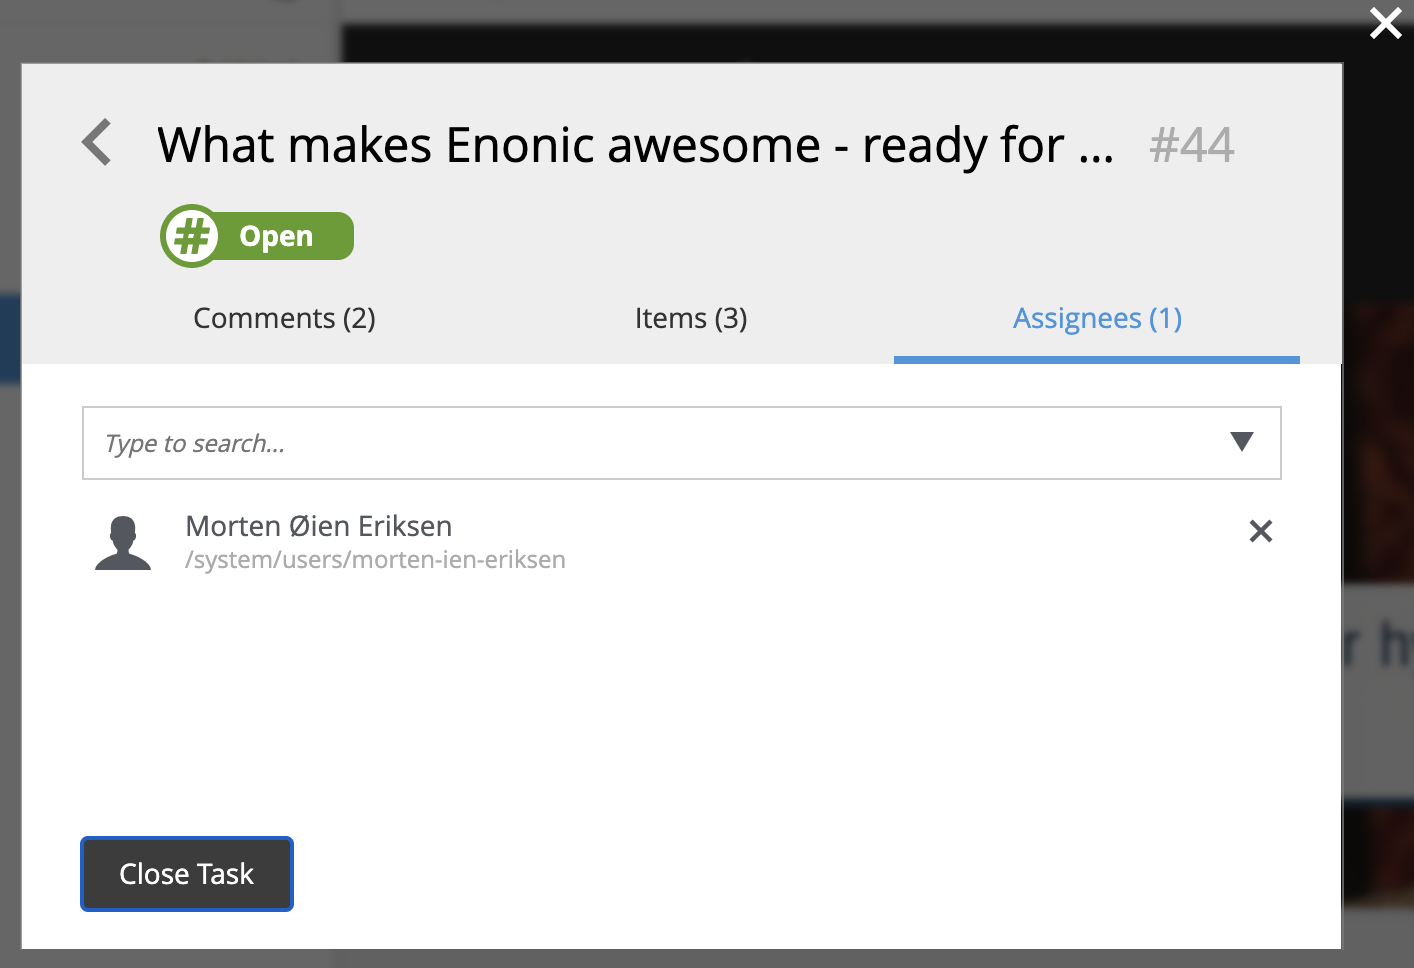 What makes Enonic awesome - ready for ... #44
# Open
Comments (2) Items (3) Assignees (1)
Type to search...
Morten Øien Eriksen
/system/users/morten-ien-eriksen
r h
Close Task